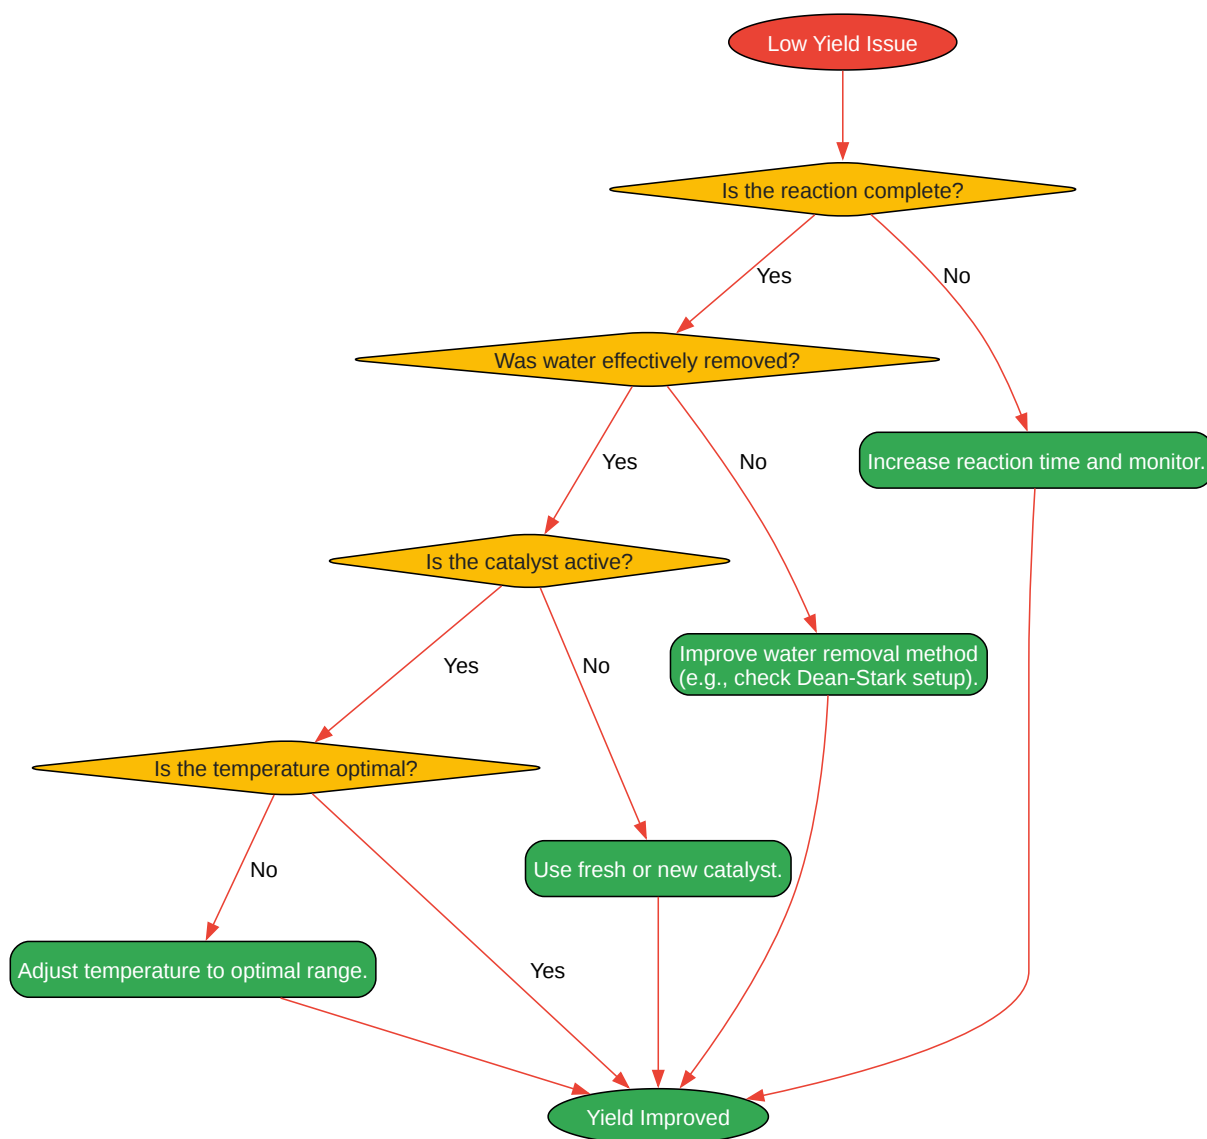 Low Yield Issue
Is the reaction complete?
Yes
No
Was water effectively removed?
Yes
No
Increase reaction time and monitor.
Is the catalyst active?
Yes
No
Improve water removal method
(e.g., check Dean-Stark setup).
Is the temperature optimal?
No
Yes
Use fresh or new catalyst.
Adjust temperature to optimal range.
Yield Improved